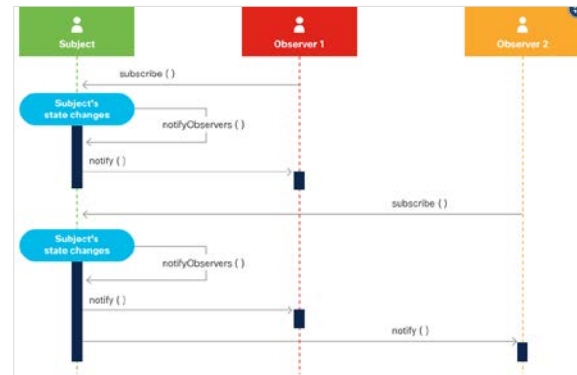 Subject
Observer 1
Observer 2
subscribe ( )
Subject's
state changes
notifyObservers ( )
notify ( )
subscribe ( )
Subject's
state changes
notifyObservers ( )
notify ( )
notify ( )